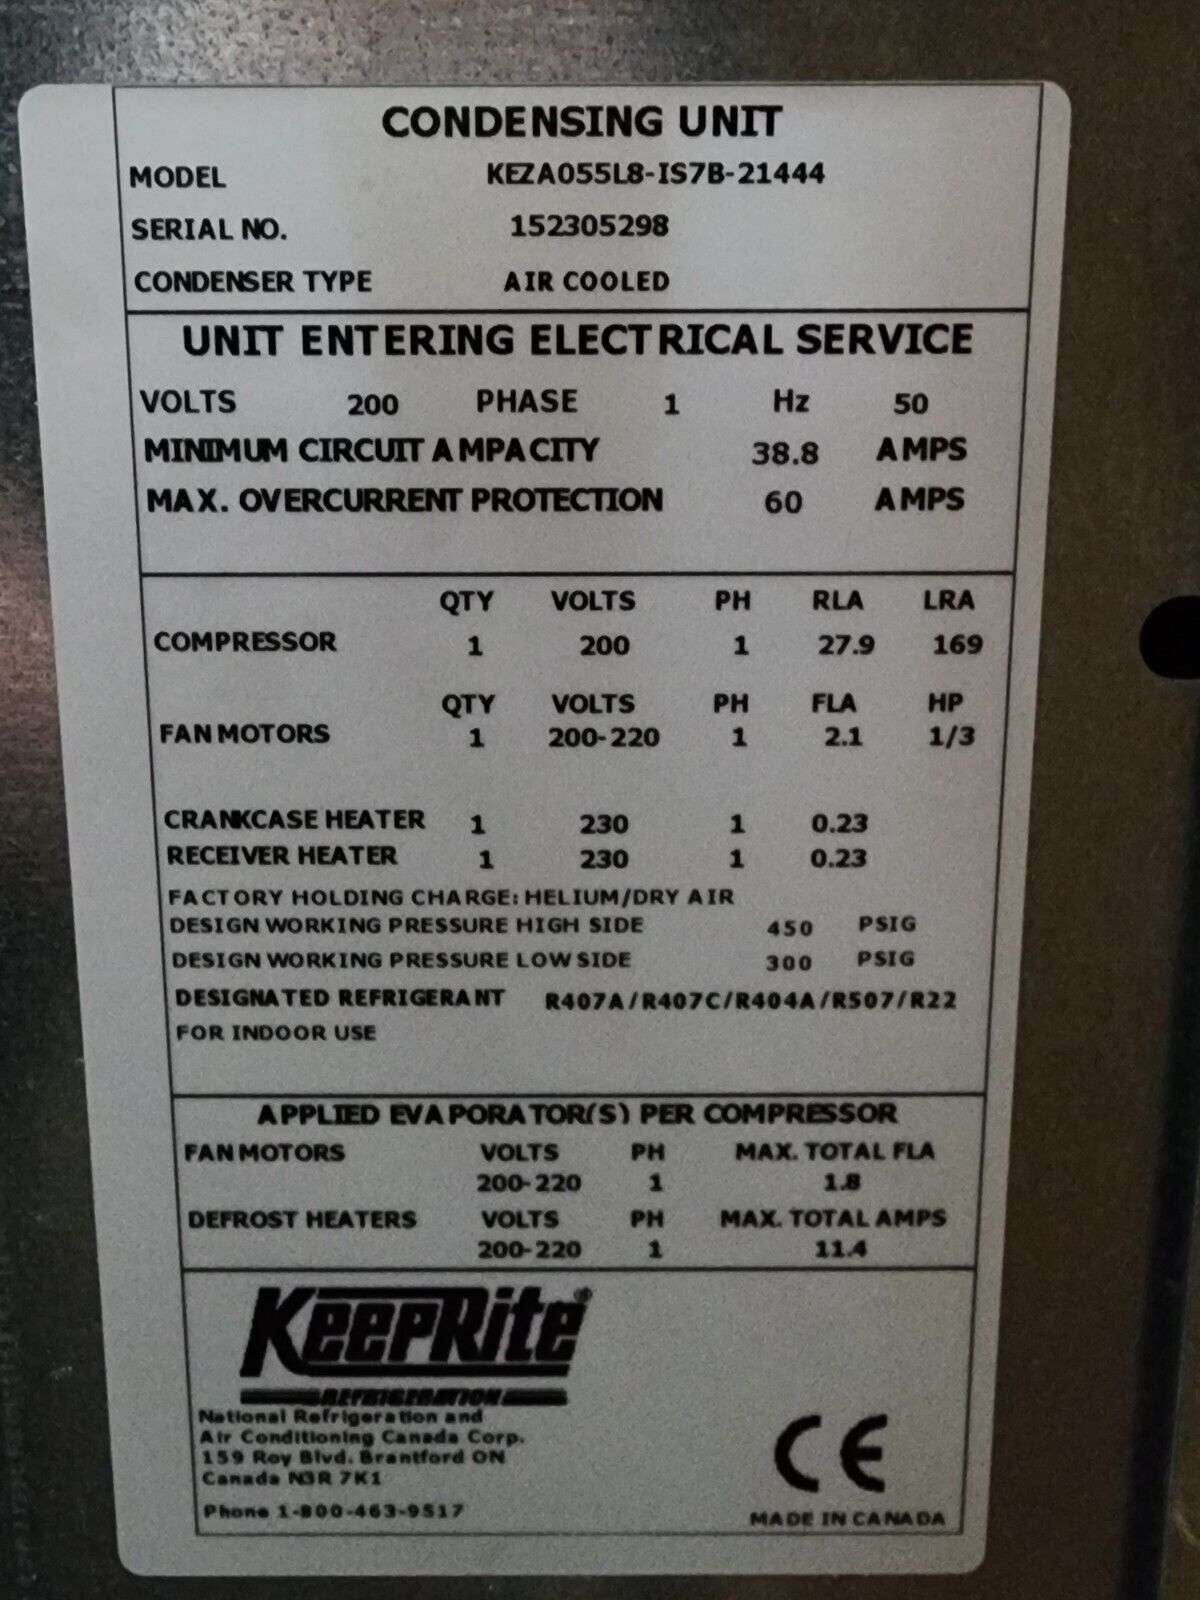 CONDENSING UNIT
MODEL KEZA055L8-IS7B-21444
SERIAL NO. 152305298
CONDENSER TYPE AIR COOLED
UNIT ENTERING ELECTRICAL SERVICE
VOLTS 200 PHASE 1 Hz 50
MINIMUM CIRCUIT AMPACITY 38.8 AMPS
MAX. OVERCURRENT PROTECTION 60 AMPS
QTY VOLTS PH RLA LRA
COMPRESSOR 1 200 1 27.9 169
QTY VOLTS PH FLA HP
FAN MOTORS 1 200-220 1 2.1 1/3
CRANKCASE HEATER 1 230 1 0.23
RECEIVER HEATER 1 230 1 0.23
FACTORY HOLDING CHARGE: HELIUM/DRY AIR
DESIGN WORKING PRESSURE HIGH SIDE 450 PSIG
DESIGN WORKING PRESSURE LOW SIDE 300 PSIG
DESIGNATED REFRIGERANT R407A/R407C/R404A/R507/R22
FOR INDOOR USE
APPLIED EVAPORATOR(S) PER COMPRESSOR
FAN MOTORS VOLTS PH MAX. TOTAL FLA
200-220 1 1.8
DEFROST HEATERS VOLTS PH MAX. TOTAL AMPS
200-220 1 11.4
KeepRite®
REFRIGERATION
National Refrigeration and
Air Conditioning Canada Corp.
159 Roy Blvd. Brantford ON
Canada N3R 7K1
Phone 1-800-463-9517
CE
MADE IN CANADA